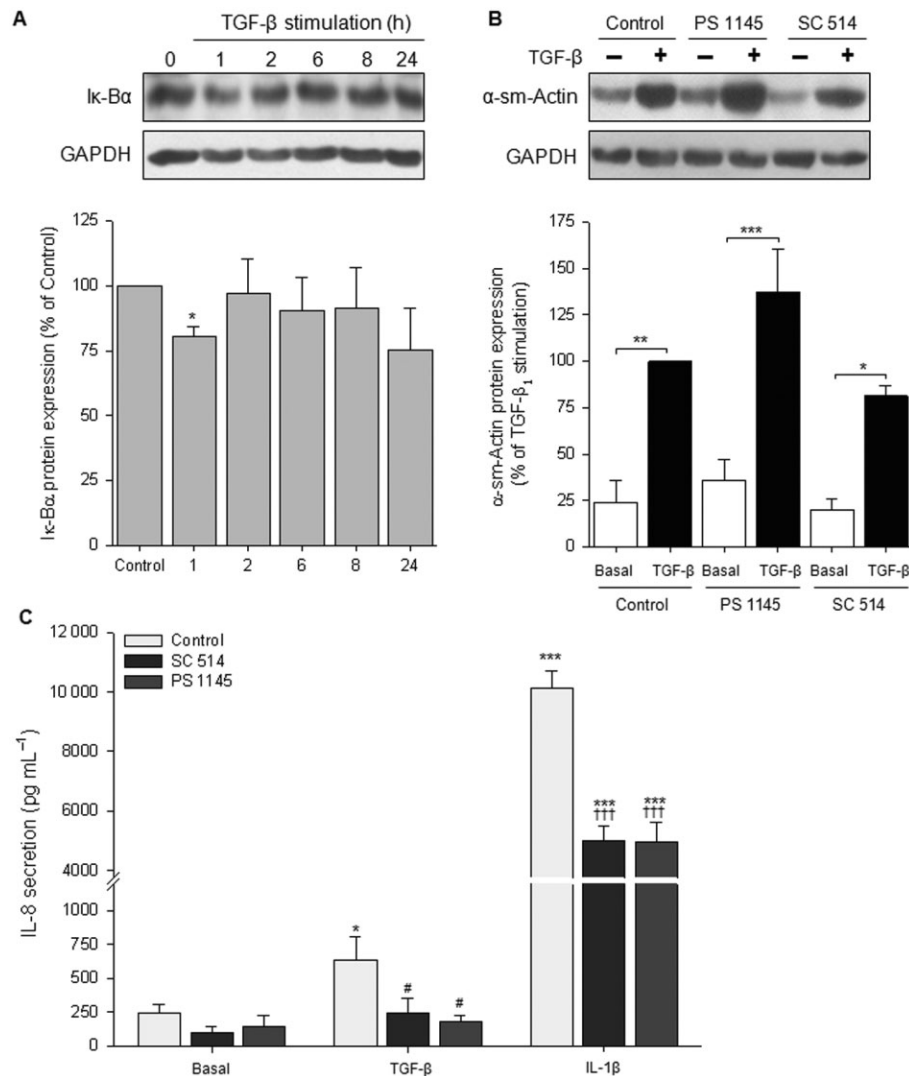 A
TGF-β stimulation (h)
0 1 2 6 8 24
Iκ-Bα
GAPDH
125
100
75
50
25
0
Iκ-Bα protein expression (% of Control)
*
Control 1 2 6 8 24
B
Control PS 1145 SC 514
TGF-β − + − + − +
α-sm-Actin
GAPDH
175
150
125
100
75
50
25
0
α-sm-Actin protein expression
(% of TGF-β₁ stimulation)
**
***
*
Basal TGF-β Basal TGF-β Basal TGF-β
Control PS 1145 SC 514
C
Control
SC 514
PS 1145
12 000
10 000
8000
6000
4000
1000
750
500
250
0
IL-8 secretion (pg mL⁻¹)
*
#
#
***
***
†††
***
†††
Basal TGF-β IL-1β